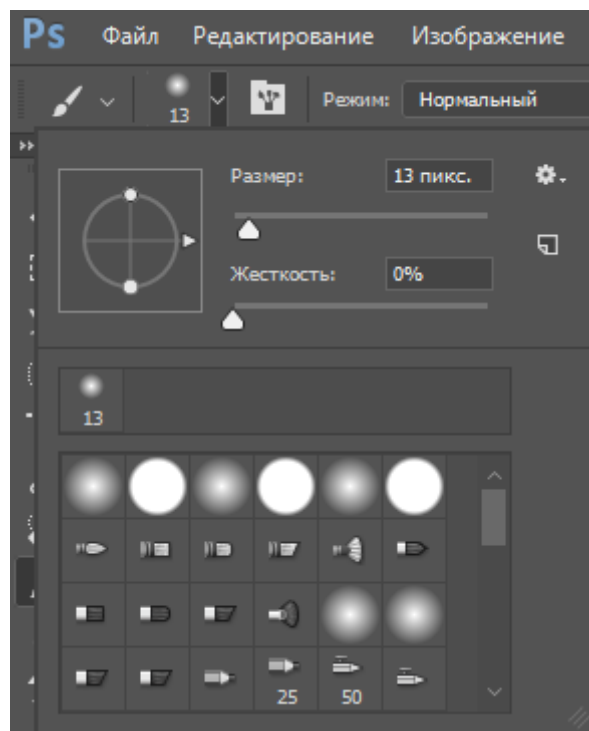 Ps Файл Редактирование Изображение
13 Режим: Нормальный
Размер: 13 пикс.
Жесткость: 0%
13
25 50